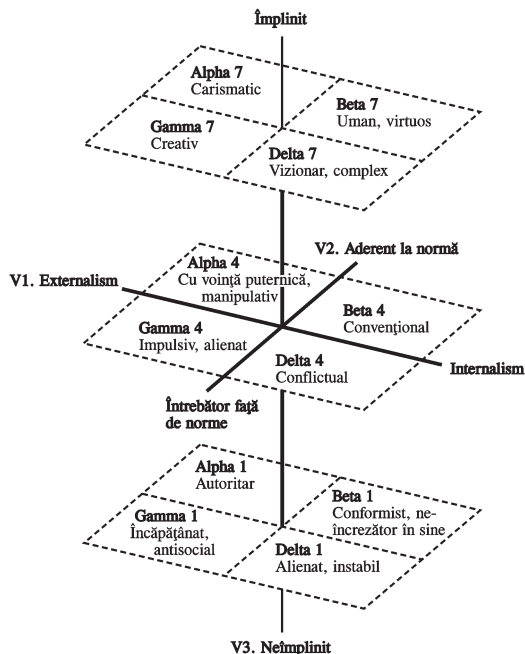 Împlinit
Alpha 7
Carismatic
Beta 7
Uman, virtuos
Gamma 7
Creativ
Delta 7
Vizionar, complex
V2. Aderent la normă
V1. Externalism
Alpha 4
Cu voinţă puternică,
manipulativ
Beta 4
Convenţional
Gamma 4
Impulsiv, alienat
Delta 4
Conflictual
Internalism
Întrebător faţă
de norme
Alpha 1
Autoritar
Beta 1
Conformist, ne-
încrezător în sine
Gamma 1
Încăpăţânat,
antisocial
Delta 1
Alienat, instabil
V3. Neîmplinit